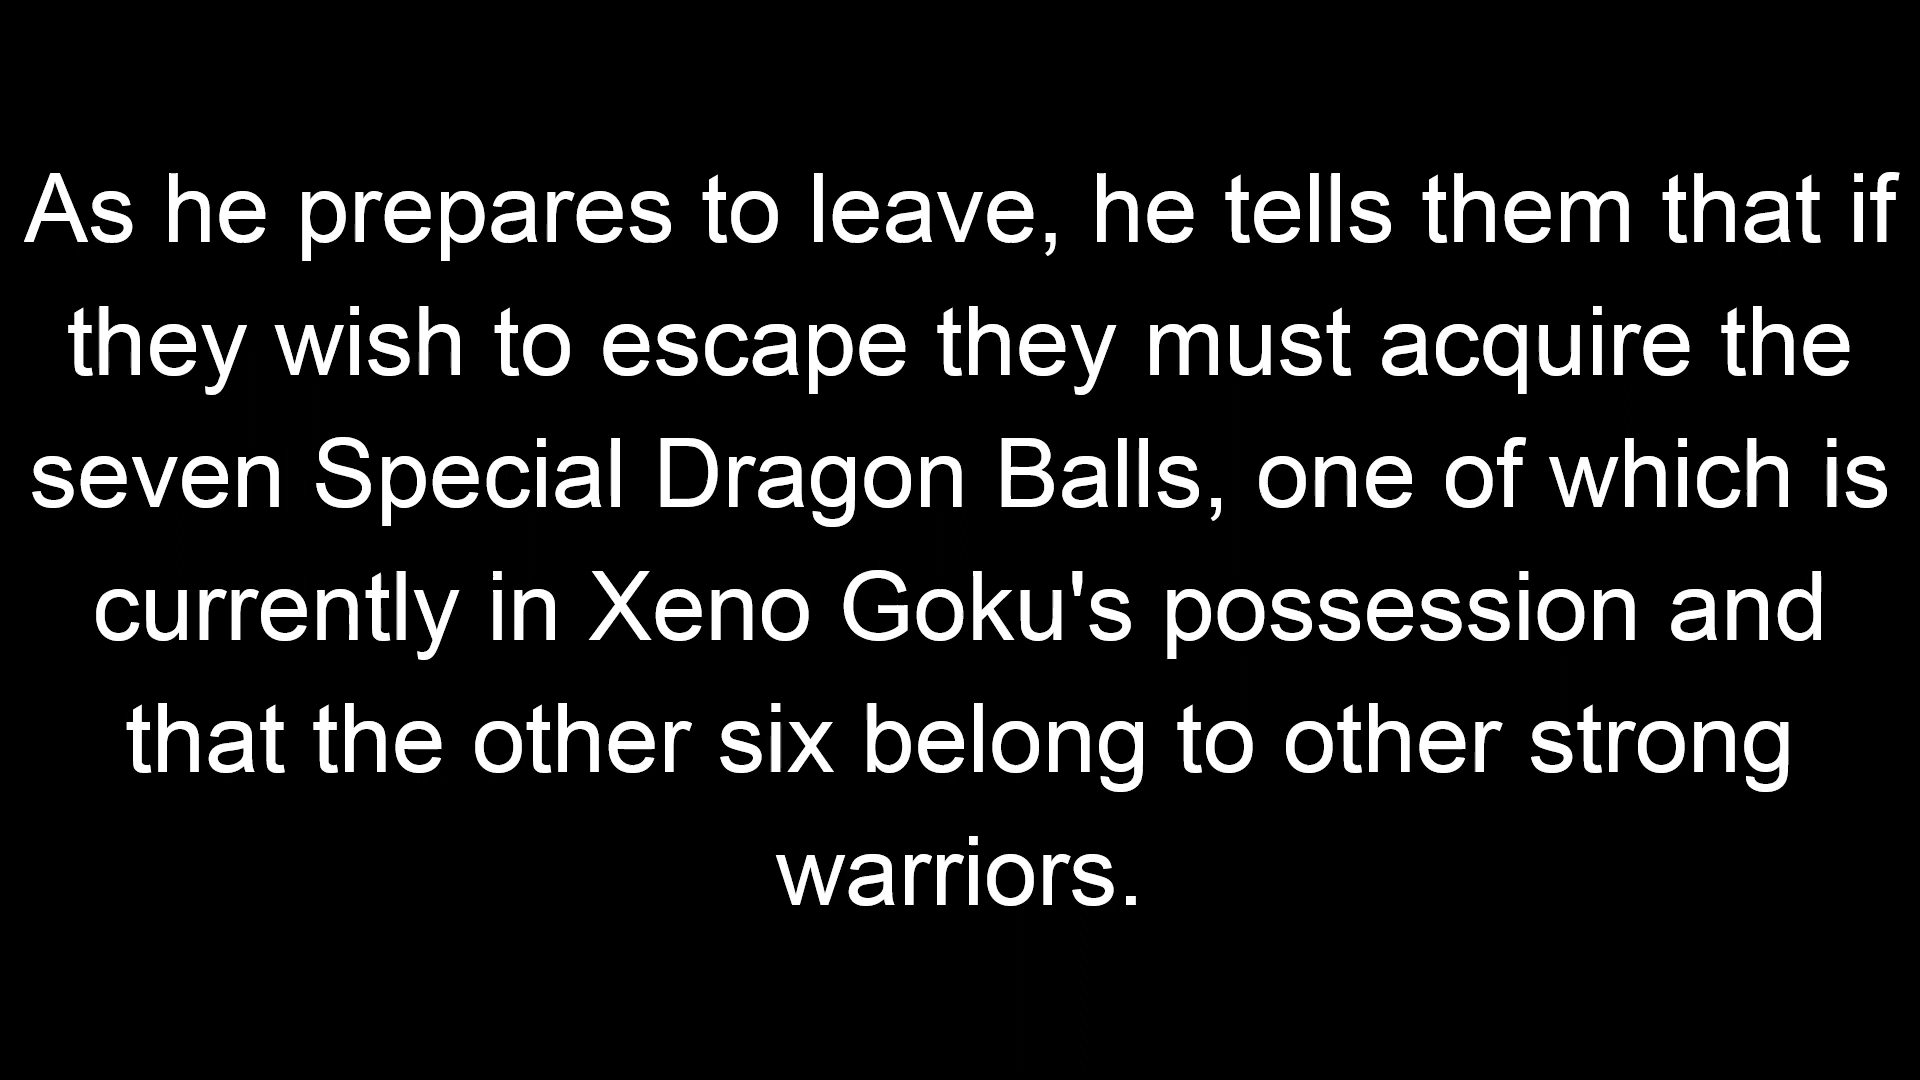 As he prepares to leave, he tells them that if
they wish to escape they must acquire the
seven Special Dragon Balls, one of which is
currently in Xeno Goku's possession and
that the other six belong to other strong
warriors.